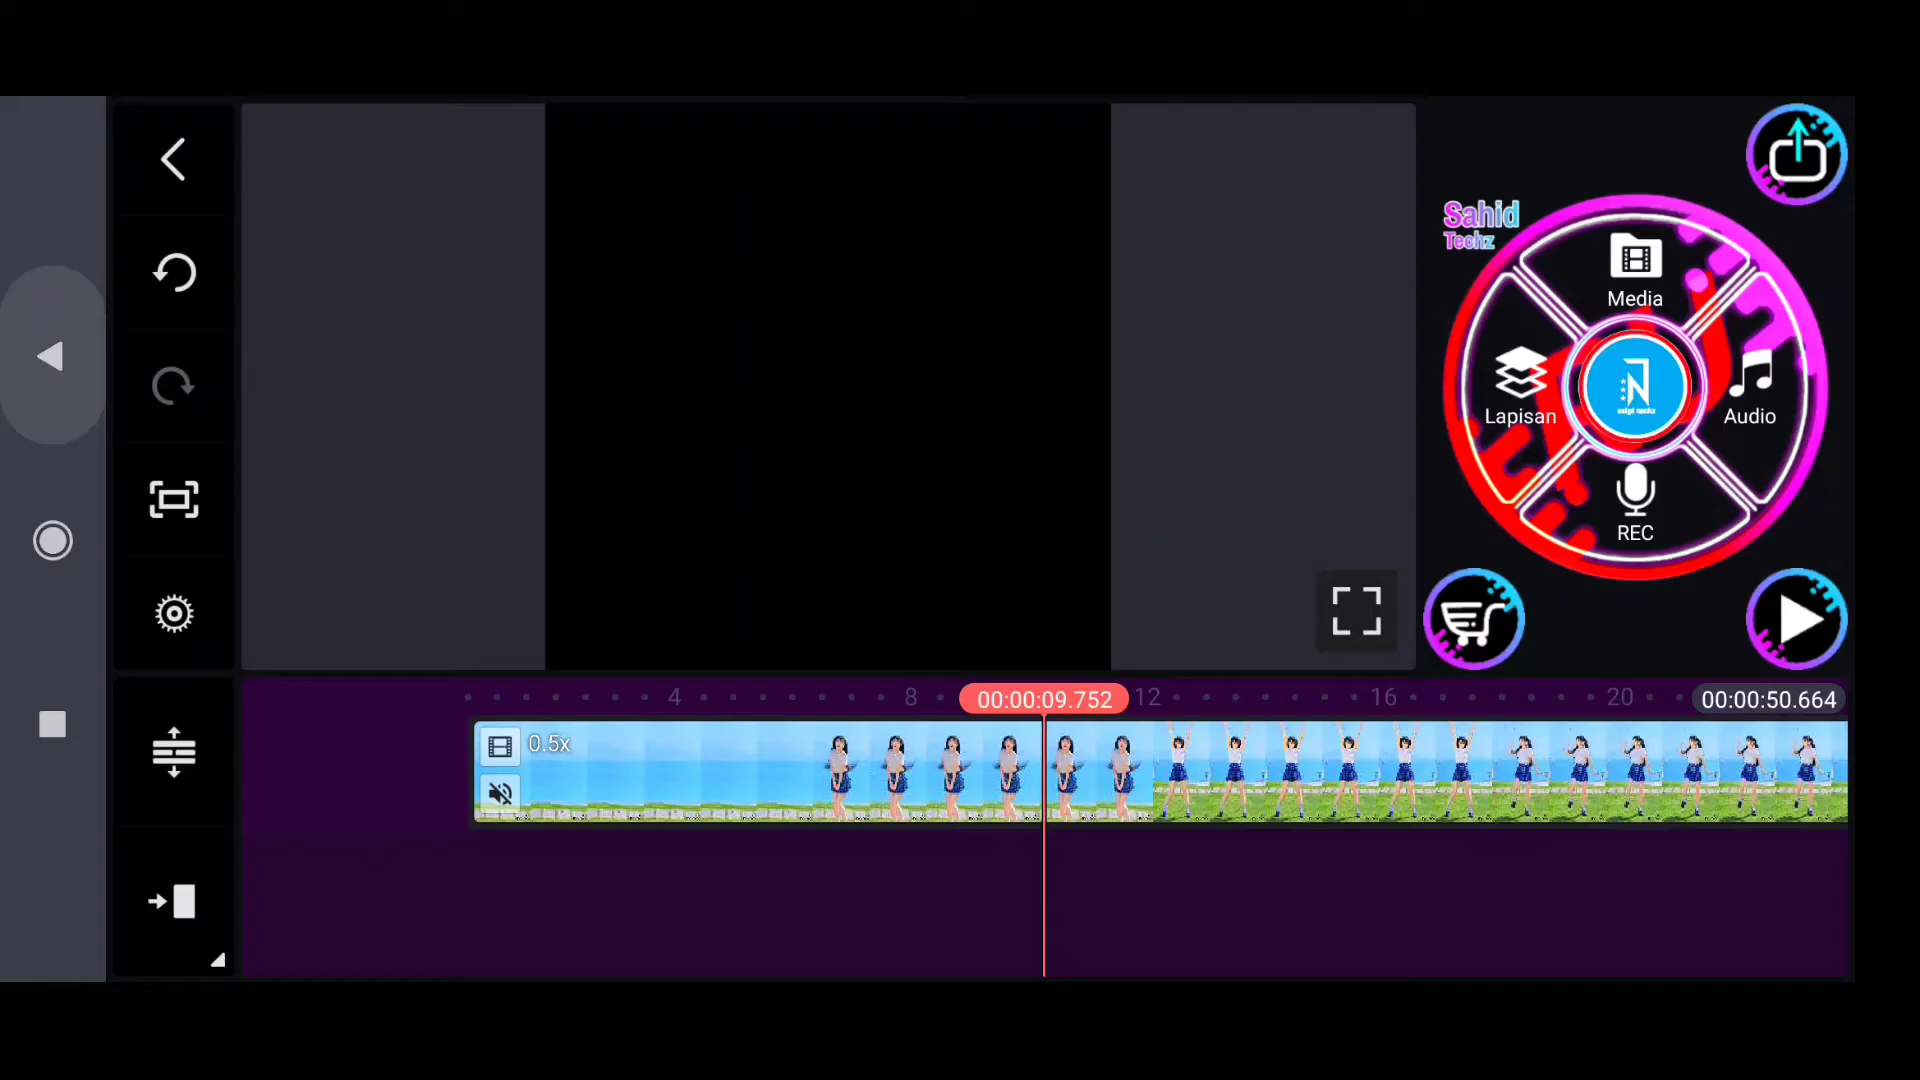 Sahid
Techz
Media
Lapisan
Audio
REC
4
8
00:00:09.752
12
16
20
00:00:50.664
0.5x